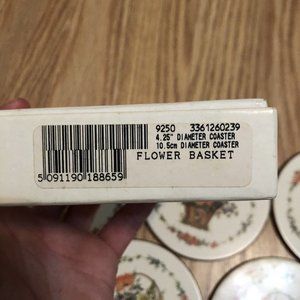 9250 3361260239
4.25" DIAMETER COASTER
10.5cm DIAMETER COASTER
FLOWER BASKET
5 091190 188659